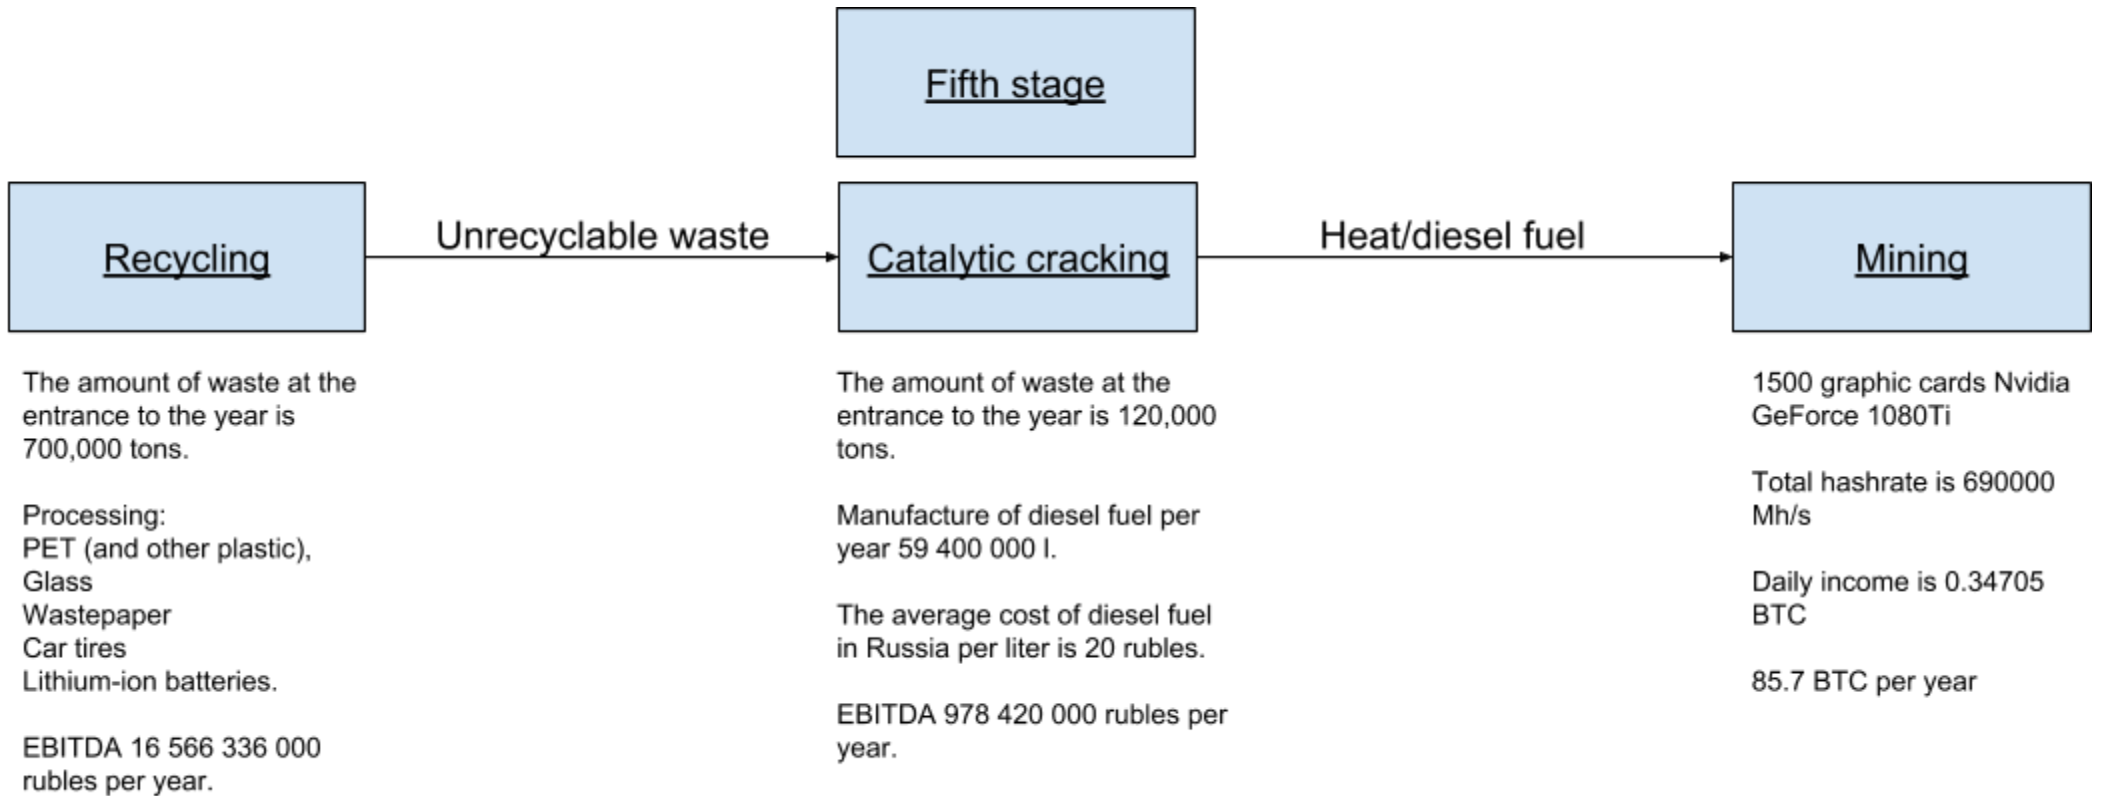 Fifth stage
Recycling
Unrecyclable waste
Catalytic cracking
Heat/diesel fuel
Mining
The amount of waste at the
entrance to the year is
700,000 tons.
Processing:
PET (and other plastic),
Glass
Wastepaper
Car tires
Lithium-ion batteries.
EBITDA 16 566 336 000
rubles per year.
The amount of waste at the
entrance to the year is 120,000
tons.
Manufacture of diesel fuel per
year 59 400 000 l.
The average cost of diesel fuel
in Russia per liter is 20 rubles.
EBITDA 978 420 000 rubles per
year.
1500 graphic cards Nvidia
GeForce 1080Ti
Total hashrate is 690000
Mh/s
Daily income is 0.34705
BTC
85.7 BTC per year